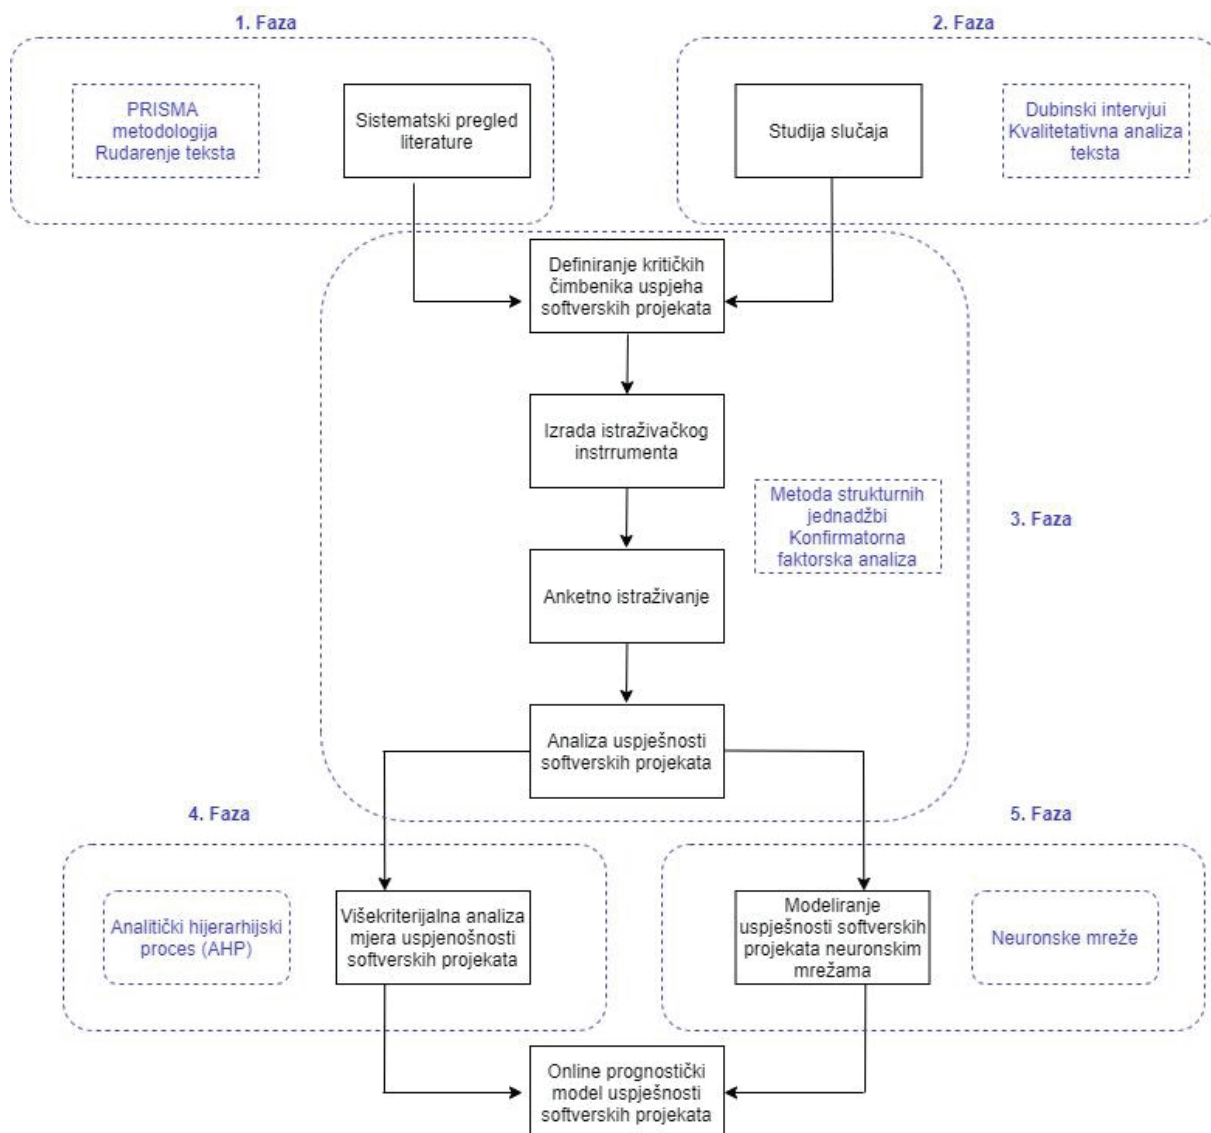 1. Faza
2. Faza
PRISMA
metodologija
Rudarenje teksta
Sistematski pregled
literature
Studija slučaja
Dubinski intervjui
Kvalitativna analiza
teksta
Definiranje kritičkih
čimbenika uspjeha
softverskih projekata
Izrada istraživačkog
instrrumenta
Metoda strukturnih
jednadžbi
Konfirmatorna
faktorska analiza
3. Faza
Anketno istraživanje
Analiza uspješnosti
softverskih projekata
4. Faza
5. Faza
Analitički hijerarhijski
proces (AHP)
Višekriterijalna analiza
mjera uspjenošnosti
softverskih projekata
Modeliranje
uspješnosti softverskih
projekata neuronskim
mrežama
Neuronske mreže
Online prognostički
model uspješnosti
softverskih projekata